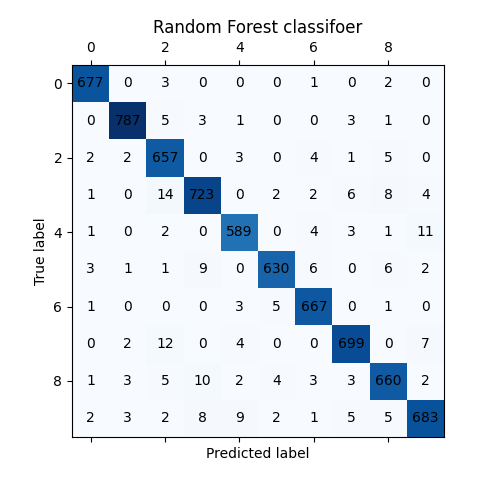 Random Forest classifoer
0 2 4 6 8
0 677 0 3 0 0 0 1 0 2 0
0 787 5 3 1 0 0 3 1 0
2 2 2 657 0 3 0 4 1 5 0
1 0 14 723 0 2 2 6 8 4
4 1 0 2 0 589 0 4 3 1 11
3 1 1 9 0 630 6 0 6 2
6 1 0 0 0 3 5 667 0 1 0
0 2 12 0 4 0 0 699 0 7
8 1 3 5 10 2 4 3 3 660 2
2 3 2 8 9 2 1 5 5 683
True label
Predicted label